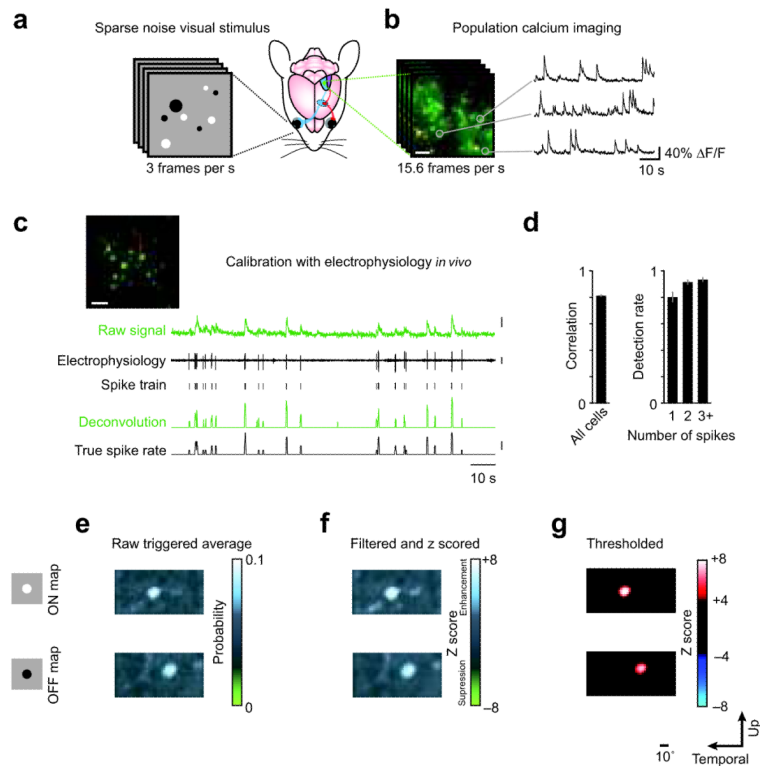 a
Sparse noise visual stimulus
3 frames per s
b
Population calcium imaging
15.6 frames per s
40% ΔF/F
10 s
c
Calibration with electrophysiology in vivo
Raw signal
Electrophysiology
Spike train
Deconvolution
True spike rate
10 s
d
Correlation
1
0
All cells
Detection rate
1
0
1 2 3+
Number of spikes
e
Raw triggered average
ON map
OFF map
0.1
Probability
0
f
Filtered and z scored
+8
Enhancement
Z score
Supression
–8
g
Thresholded
+8
+4
Z score
–4
–8
10°
Up
Temporal